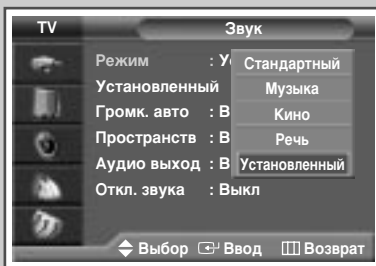 TV Звук
Режим : У
Установленный
Громк. авто : В
Пространств : В
Аудио выход : В
Откл. звука : Выкл
Стандартный
Музыка
Кино
Речь
Установленный
Выбор Ввод Возврат